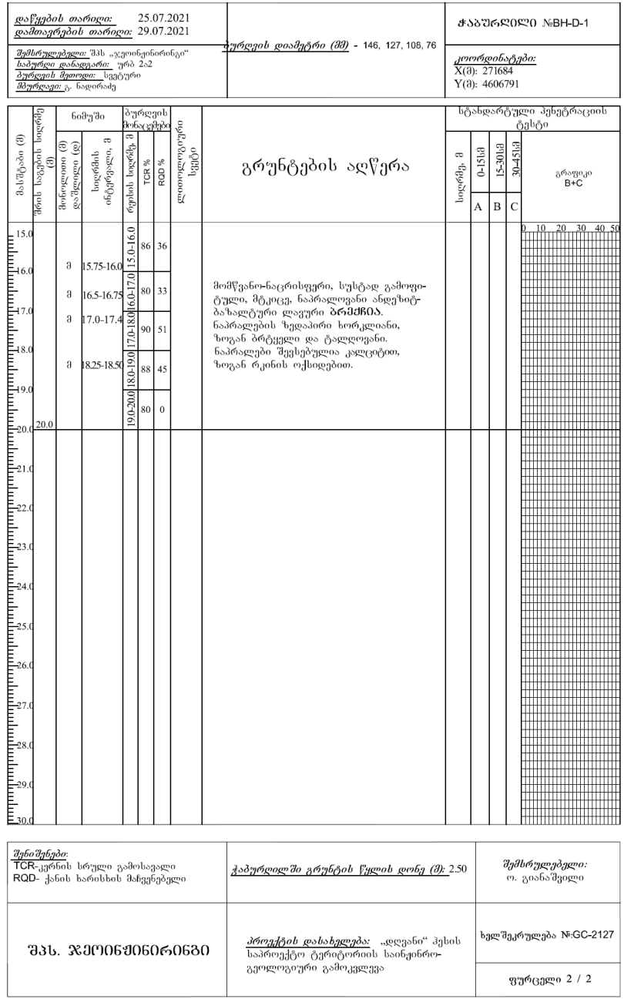 დაწყების თარიღი: 25.07.2021
დამთავრების თარიღი: 29.07.2021
ბურღვის დიამეტრი (მმ) - 146, 127, 108, 76
ჭაბურღილი №BH-D-1
შემსრულებელი: შპს „ჯეოინჟინირინგი“
საბურღი დანადგარი: ურბ 2ა2
ბურღვის მეთოდი: სვეტური
მბურღავი: გ. ნადირაძე
კოორდინატები:
X(მ): 271684
Y(მ): 4606791
მასშტაბი (მ)
შრის საგების სიღრმე
(მ)
ნიმუში
მონოლითი (მ)
დაშლილი (დ)
სიღრმის
ინტერვალი, მ
ბურღვის
მონაცემები
რეისის სიღრმე, მ
TCR %
RQD %
ლითოლოგიური
სვეტი
გრუნტების აღწერა
სტანდარტული პენეტრაციის
ტესტი
სიღრმე, მ
0-15სმ
15-30სმ
30-45სმ
A B C
გრაფიკი
B+C
0 10 20 30 40 50
15.0
15.0-16.0 86 36
მ 15.75-16.0
16.0
მ 16.5-16.75 16.0-17.0 80 33
17.0
მ 17.0-17.4 17.0-18.0 90 51
18.0
მ 18.25-18.50 18.0-19.0 88 45
19.0
19.0-20.0 80 0
20.0 20.0
მომწვანო-ნაცრისფერი, სუსტად გამოფი-
ტული, მტკიცე, ნაპრალოვანი ანდეზიტ-
ბაზალტური ლავური ბრექჩია.
ნაპრალების ზედაპირი ხორკლიანი,
ზოგან ბრტყელი და ტალღოვანი.
ნაპრალები შევსებულია კალციტით,
ზოგან რკინის ოქსიდებით.
21.0
22.0
23.0
24.0
25.0
26.0
27.0
28.0
29.0
30.0
შენიშვნები:
TCR-კერნის სრული გამოსავალი
RQD- ქანის ხარისხის მაჩვენებელი
ჭაბურღილში გრუნტის წყლის დონე (მ): 2.50
შემსრულებელი:
ო. გიანაშვილი
შპს. ჯეოინჟინირინგი
პროექტის დასახელება: „დღვანი“ ჰესის
საპროექტო ტერიტორიის საინჟინრო-
გეოლოგიური გამოკვლევა
ხელშეკრულება №:GC-2127
ფურცელი 2 / 2